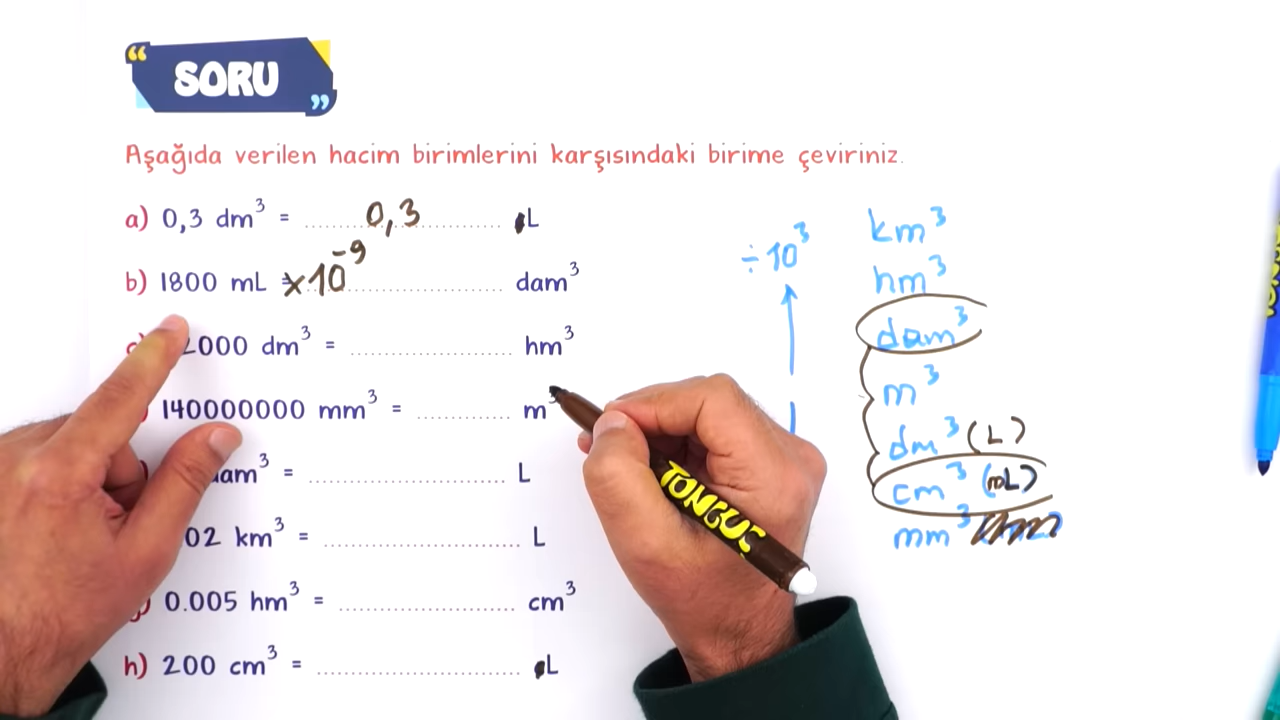 “ SORU ”
Aşağıda verilen hacim birimlerini karşısındaki birime çeviriniz.
a) 0,3 dm³ = ......0,3...... L
b) 1800 mL ×10⁻⁹ ............ dam³
2000 dm³ = ............ hm³
140000000 mm³ = ............ m³
dam³ = ............ L
02 km³ = ............ L
0.005 hm³ = ............ cm³
h) 200 cm³ = ............ L
÷10³
km³
hm³
dam³
m³
dm³ (L)
cm³ (mL)
mm³
TONGUÇ